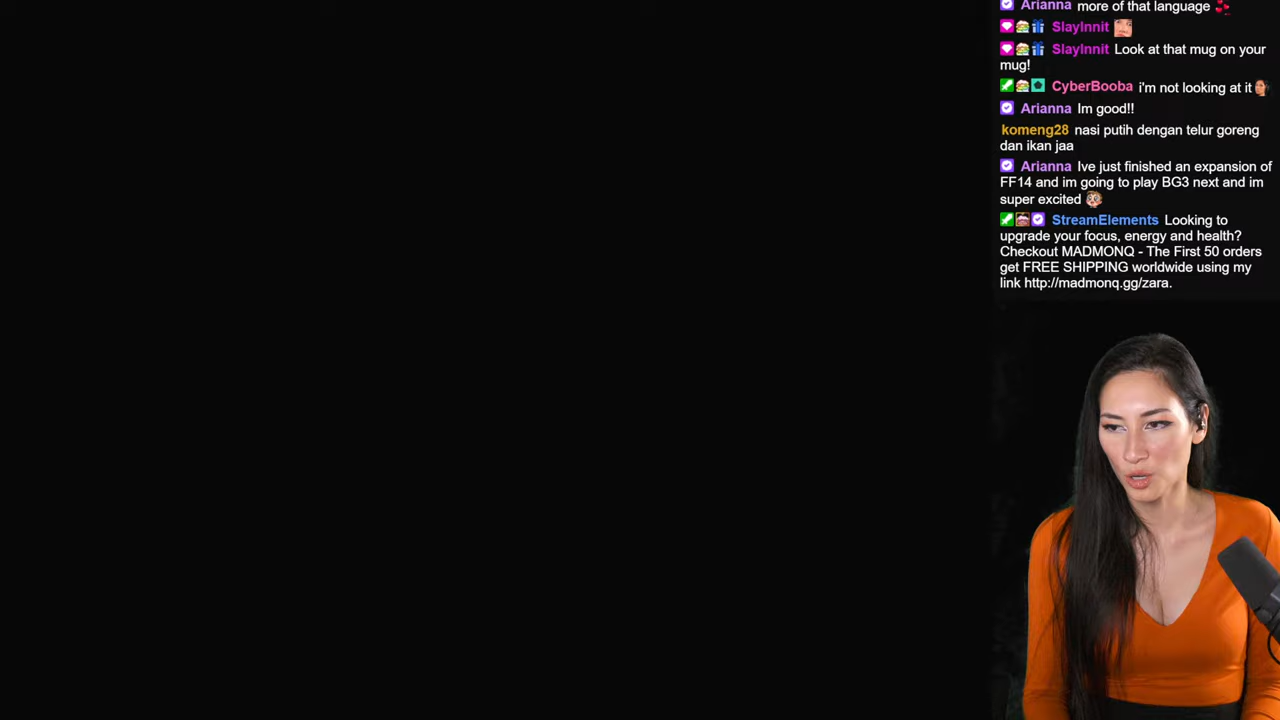 Arianna more of that language
SlayInnit
SlayInnit Look at that mug on your
mug!
CyberBooba i'm not looking at it
Arianna Im good!!
komeng28 nasi putih dengan telur goreng
dan ikan jaa
Arianna Ive just finished an expansion of
FF14 and im going to play BG3 next and im
super excited
StreamElements Looking to
upgrade your focus, energy and health?
Checkout MADMONQ - The First 50 orders
get FREE SHIPPING worldwide using my
link http://madmonq.gg/zara.